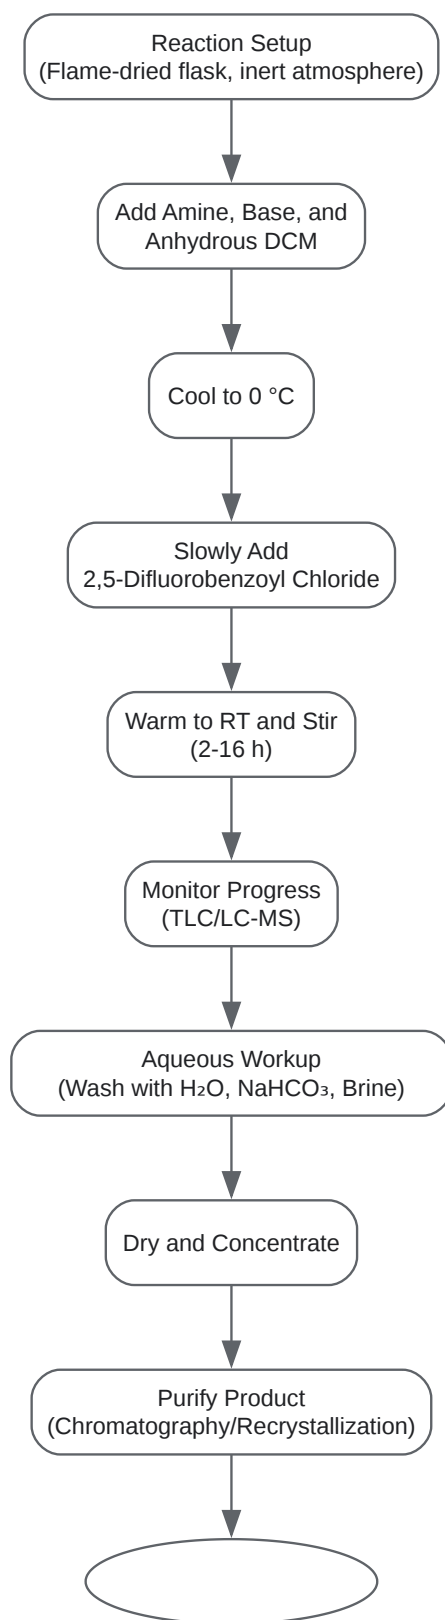 Reaction Setup
(Flame-dried flask, inert atmosphere)
Add Amine, Base, and
Anhydrous DCM
Cool to 0 °C
Slowly Add
2,5-Difluorobenzoyl Chloride
Warm to RT and Stir
(2-16 h)
Monitor Progress
(TLC/LC-MS)
Aqueous Workup
(Wash with H₂O, NaHCO₃, Brine)
Dry and Concentrate
Purify Product
(Chromatography/Recrystallization)